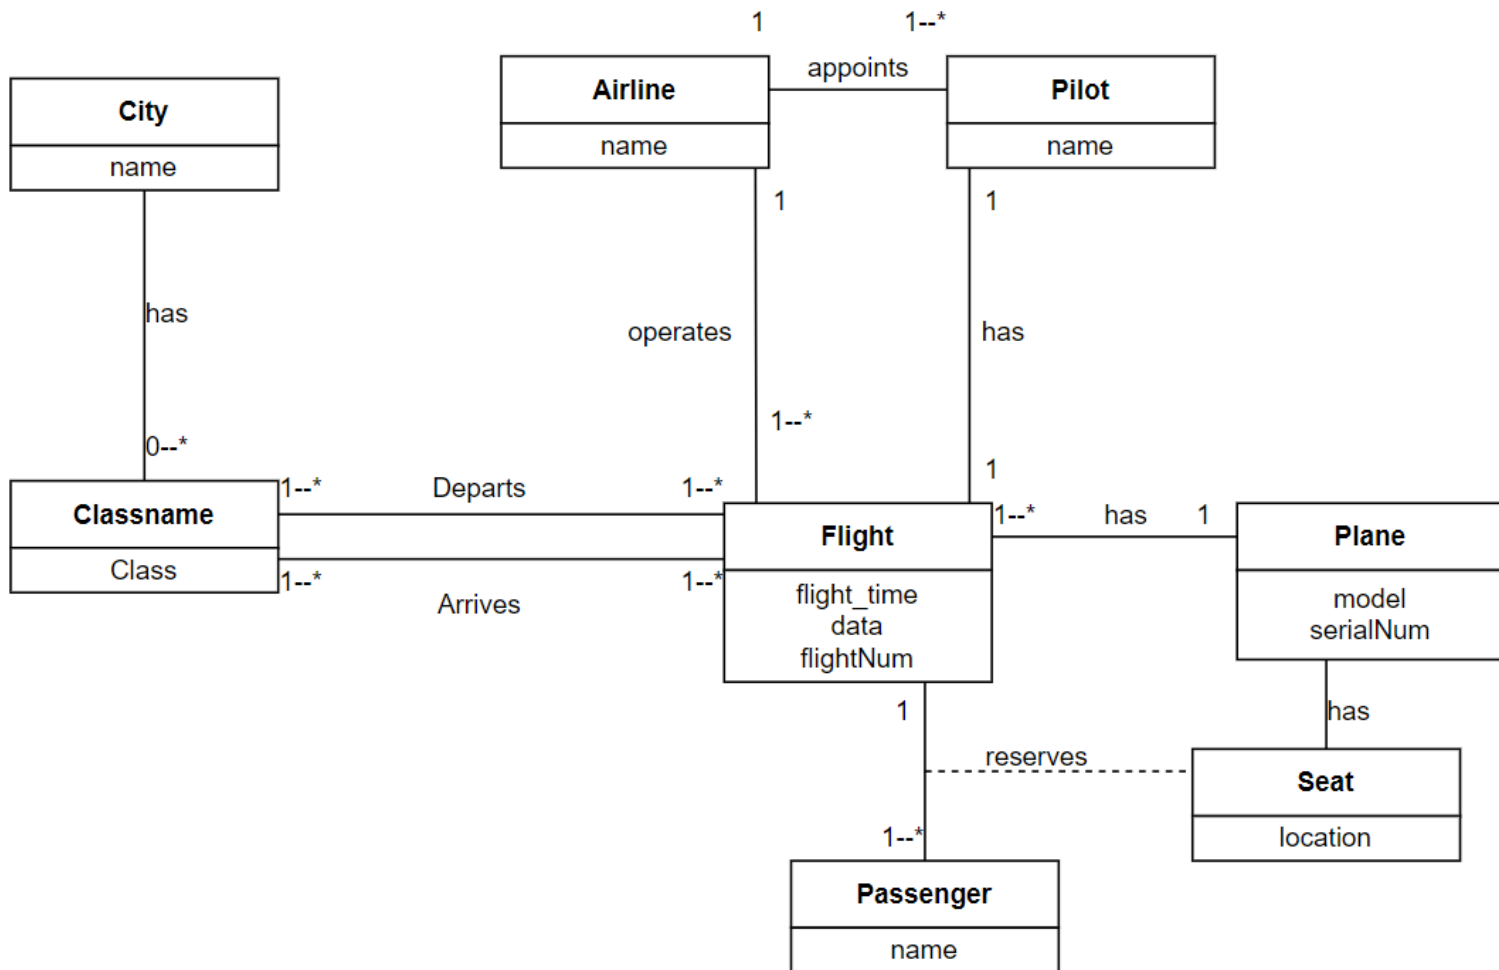 1 1--*
City
name
Airline
name
appoints
Pilot
name
1
1
has
operates
has
0--*
1--*
1
Classname
Class
1--* Departs 1--*
1--* Arrives 1--*
Flight
flight_time
data
flightNum
1--* has 1
Plane
model
serialNum
has
1
reserves
1--*
Seat
location
Passenger
name